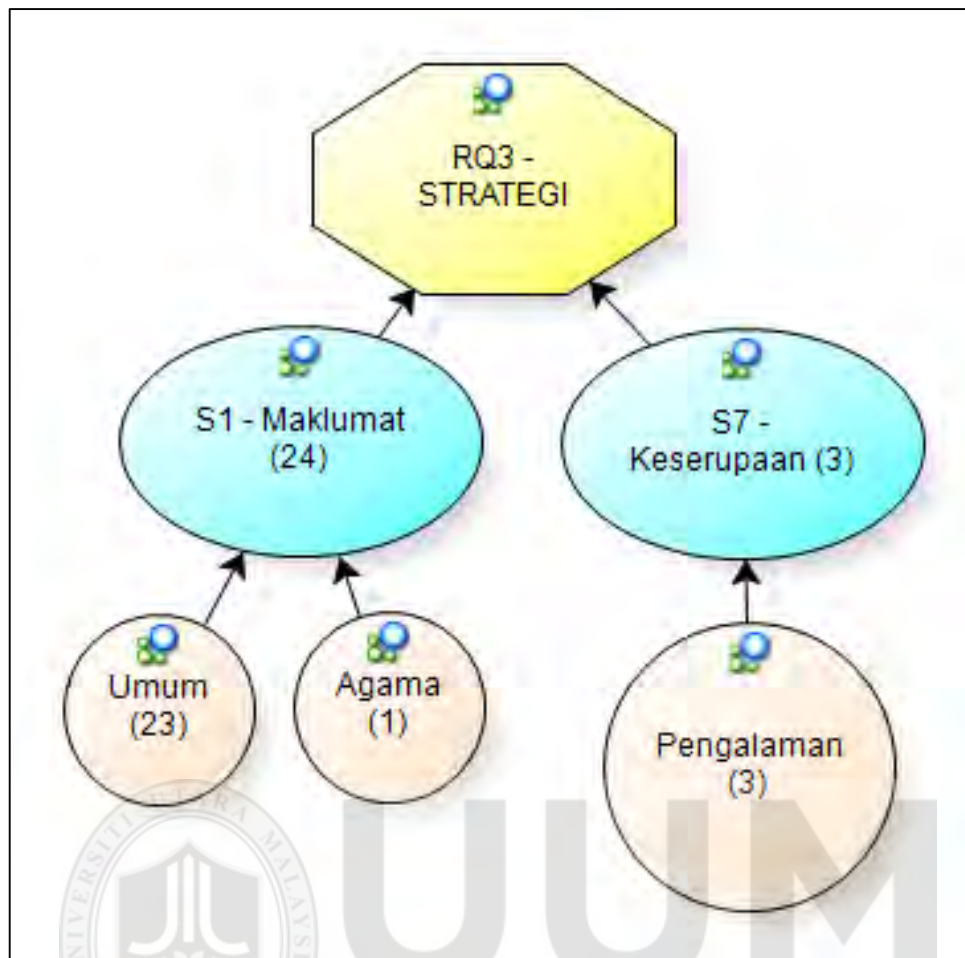 RQ3 -
STRATEGI
S1 - Maklumat
(24)
S7 -
Keserupaan (3)
Umum
(23)
Agama
(1)
Pengalaman
(3)
UUM